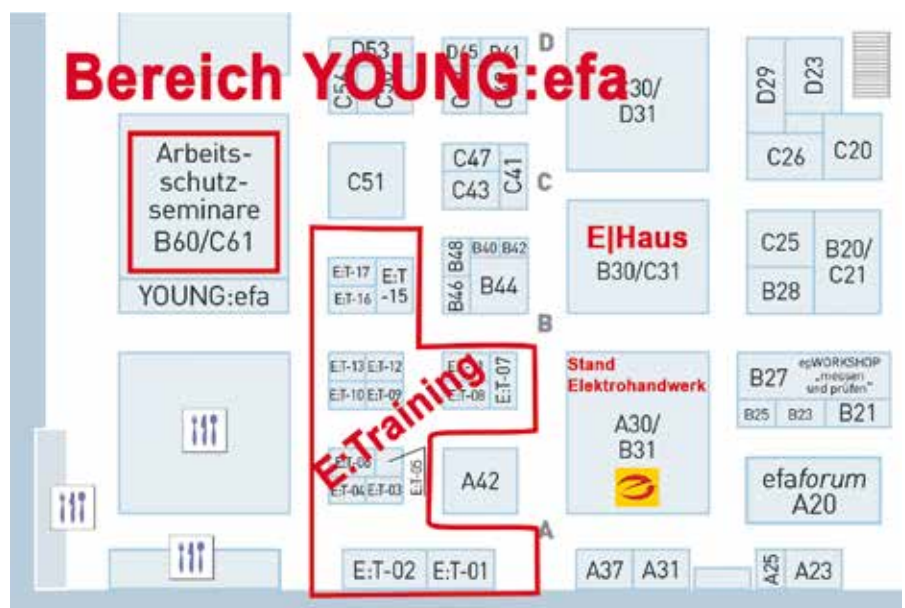 Bereich YOUNG:efa
D53
D45 D41
D
D31
D29
D23
C26
C20
Arbeits-
schutz-
seminare
B60/C61
YOUNG:efa
C51
C47
C43
C41
C
E|Haus
B30/C31
C25
B28
B20/
C21
E:T-17
E:T-16
E:T
-15
B48
B46
B40 B42
B44
B
E:T-13 E:T-12
E:T-10 E:T-09
E:T-08
E:T-07
E:Training
Stand
Elektrohandwerk
A30/
B31
B27
epWORKSHOP
„messen
und prüfen“
B25 B23 B21
E:T-06
E:T-04 E:T-03
E:T-05
A42
efaforum
A20
A
E:T-02 E:T-01
A37 A31
A25
A23